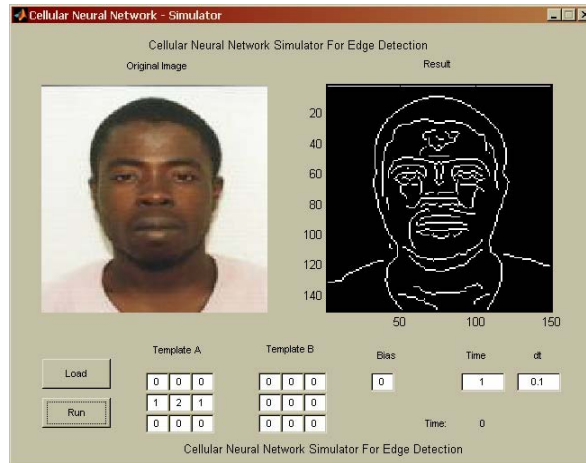 Cellular Neural Network - Simulator
Cellular Neural Network Simulator For Edge Detection
Original Image
Result
20
40
60
80
100
120
140
50 100 150
Template A Template B Bias Time dt
Load
0 0 0 0 0 0 0 1 0.1
1 2 1 0 0 0
Run
0 0 0 0 0 0 Time: 0
Cellular Neural Network Simulator For Edge Detection